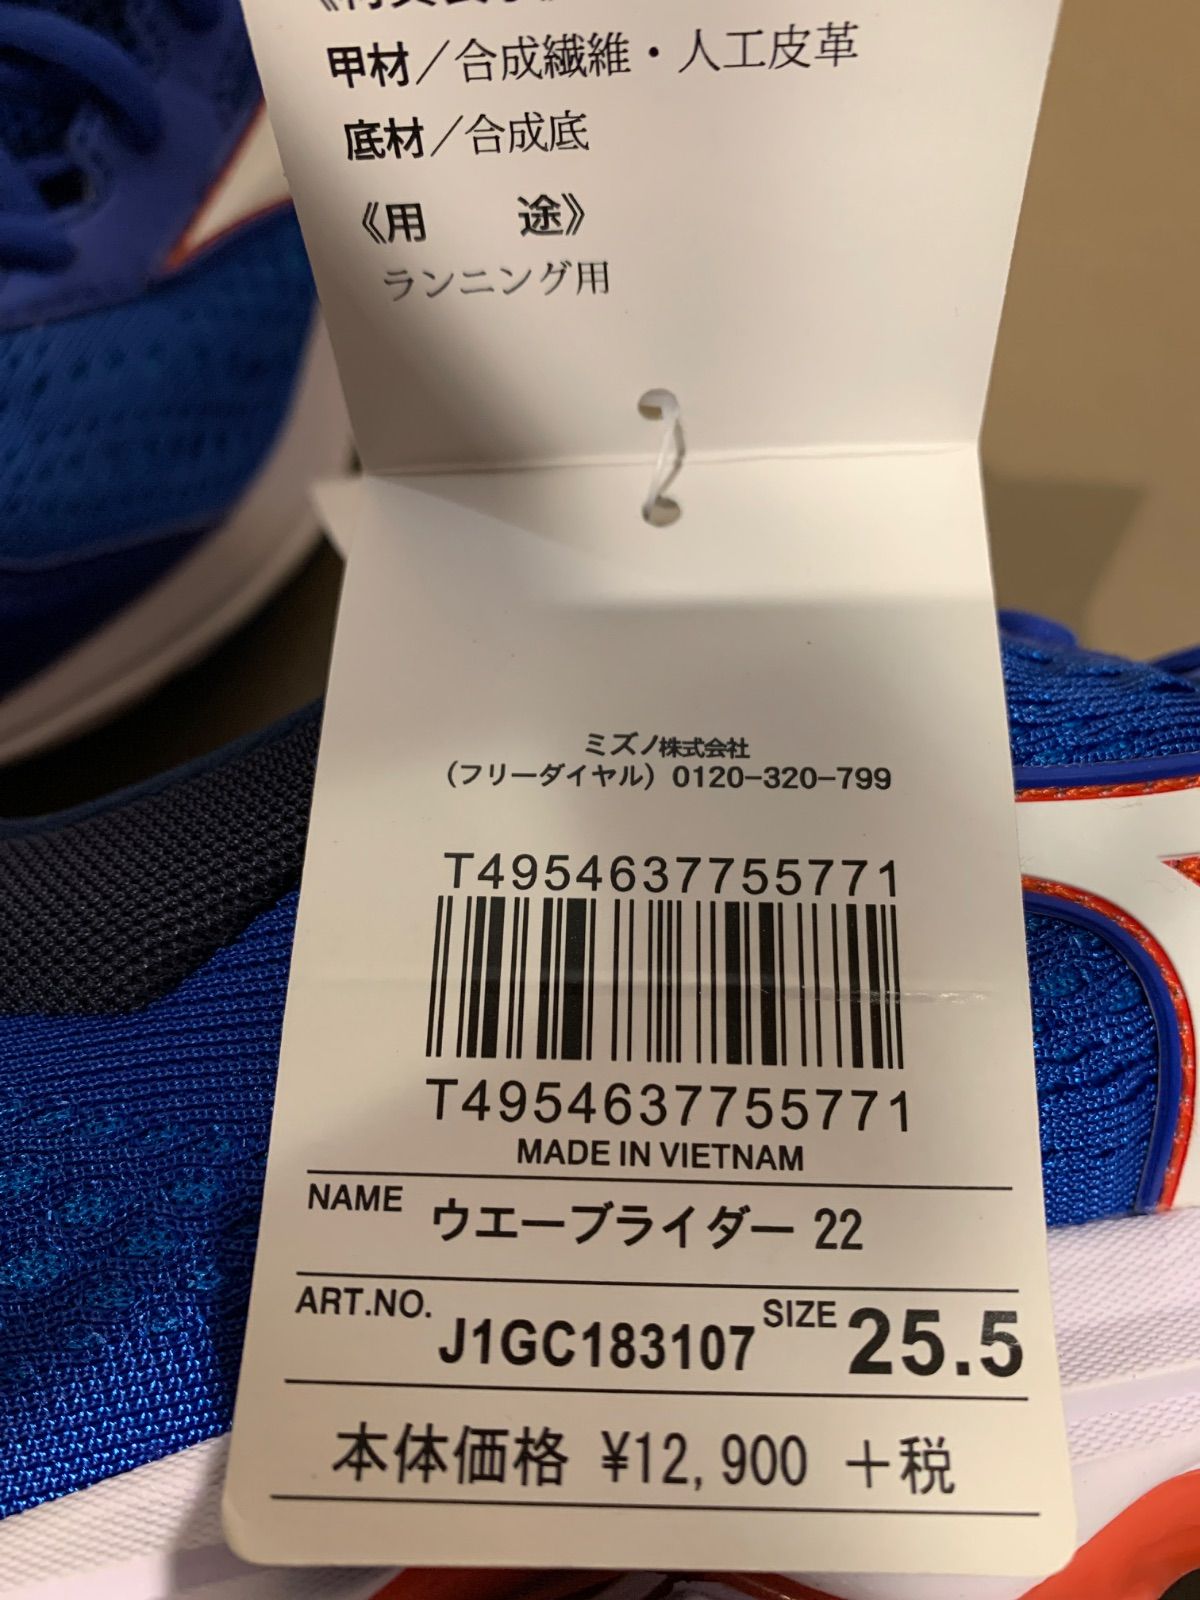 甲材／合成繊維・人工皮革
底材／合成底
《用　途》
ランニング用
ミズノ株式会社
（フリーダイヤル）0120-320-799
T4954637755771
T4954637755771
MADE IN VIETNAM
NAME ウエーブライダー 22
ART.NO. J1GC183107 SIZE 25.5
本体価格 ¥12,900 +税